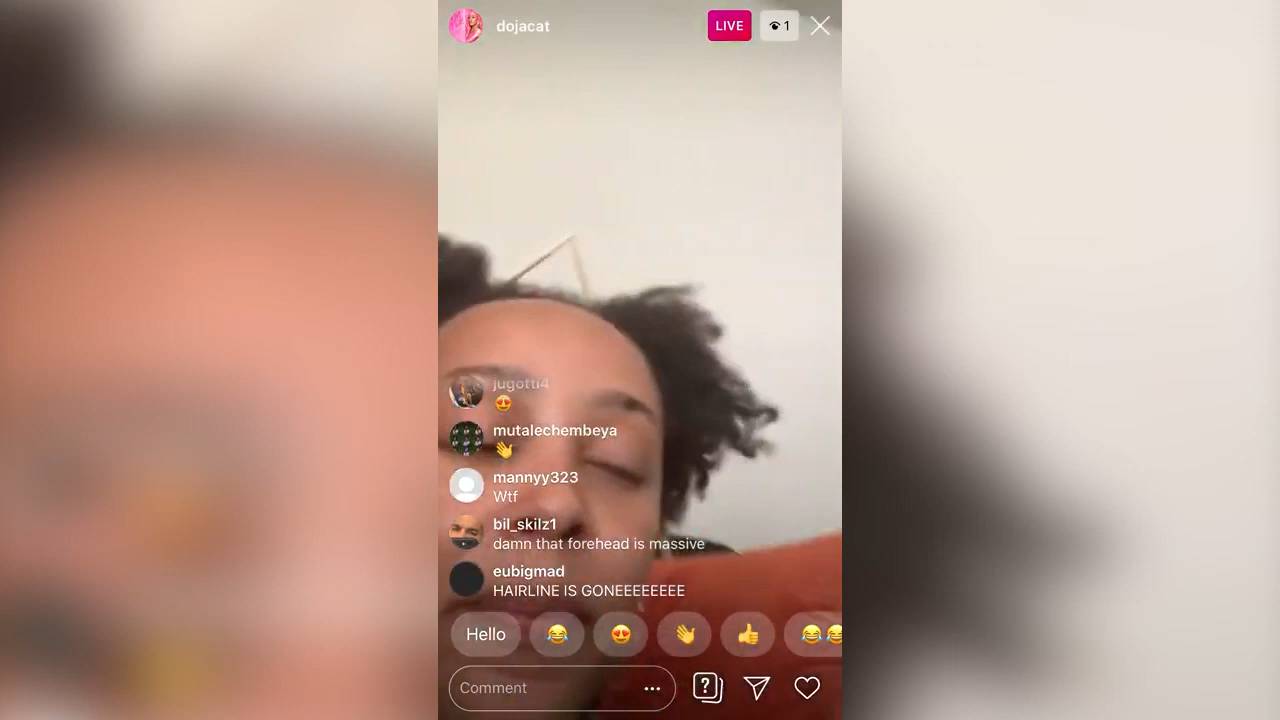 dojacat
LIVE
1
jugotti4
😍
mutalechembeya
👋
mannyy323
Wtf
bil_skilz1
damn that forehead is massive
eubigmad
HAIRLINE IS GONEEEEEEEE
Hello 😂 😍 👋 👍 😂😂
Comment